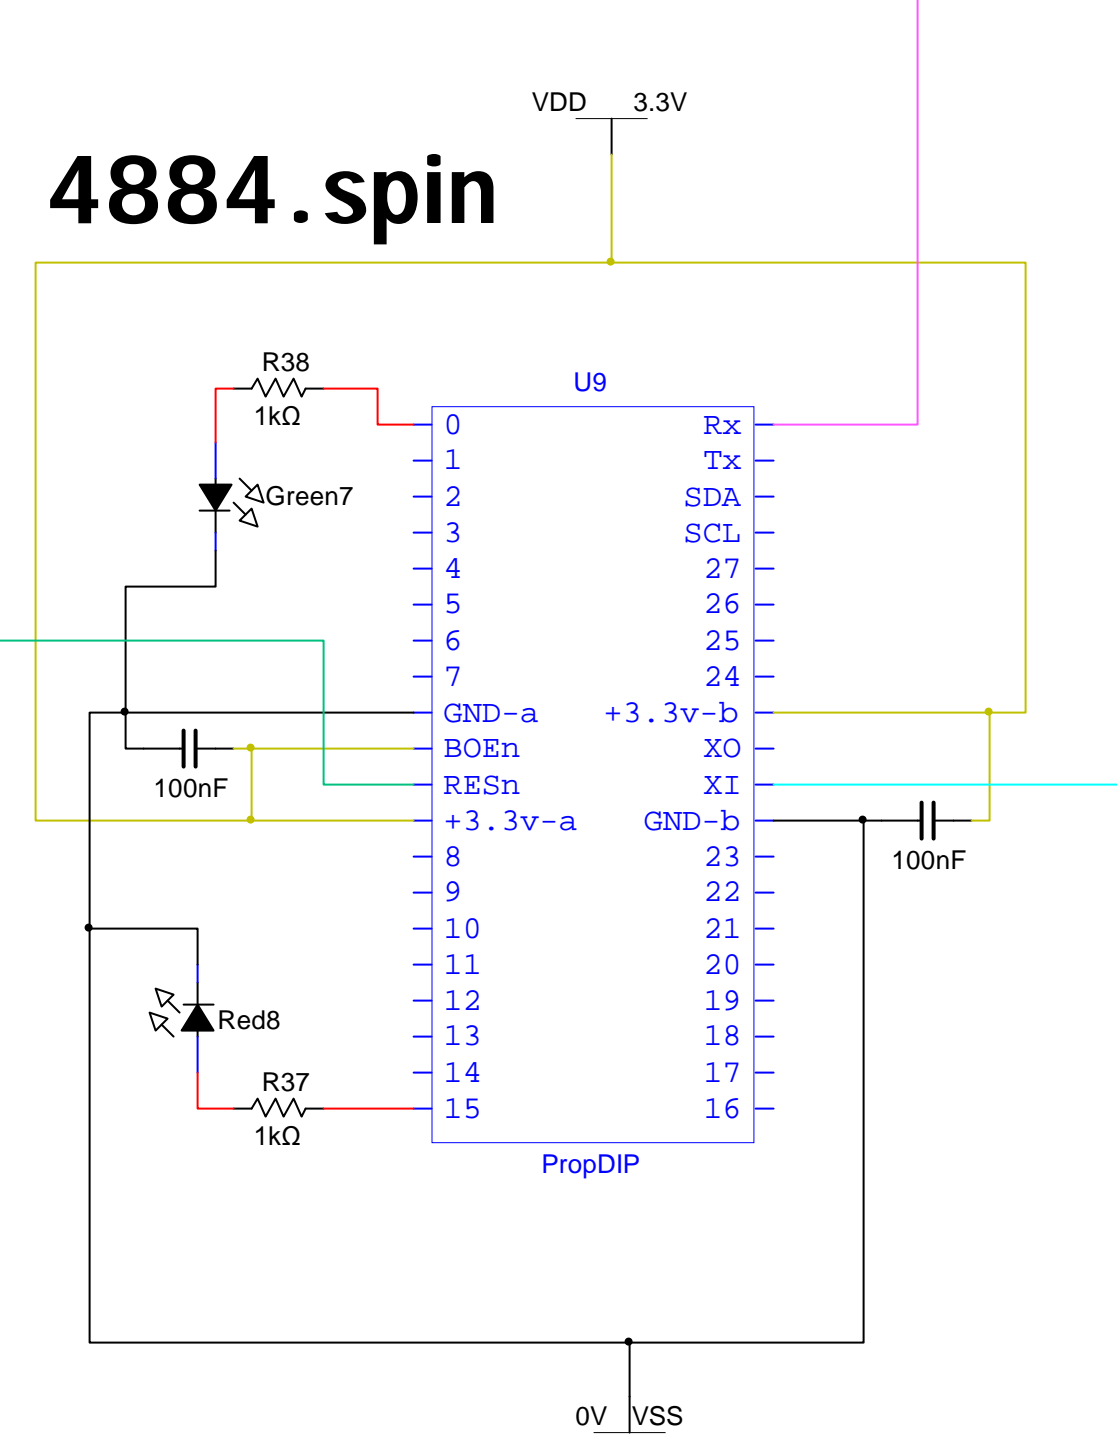 VDD 3.3V
4884.spin
R38
1kΩ
U9
Green7
0 Rx
1 Tx
2 SDA
3 SCL
4 27
5 26
6 25
7 24
GND-a +3.3v-b
BOEn XO
100nF
RESn XI
+3.3v-a GND-b
100nF
8 23
9 22
10 21
11 20
12 19
Red8
13 18
14 17
R37
15 16
1kΩ
PropDIP
0V VSS